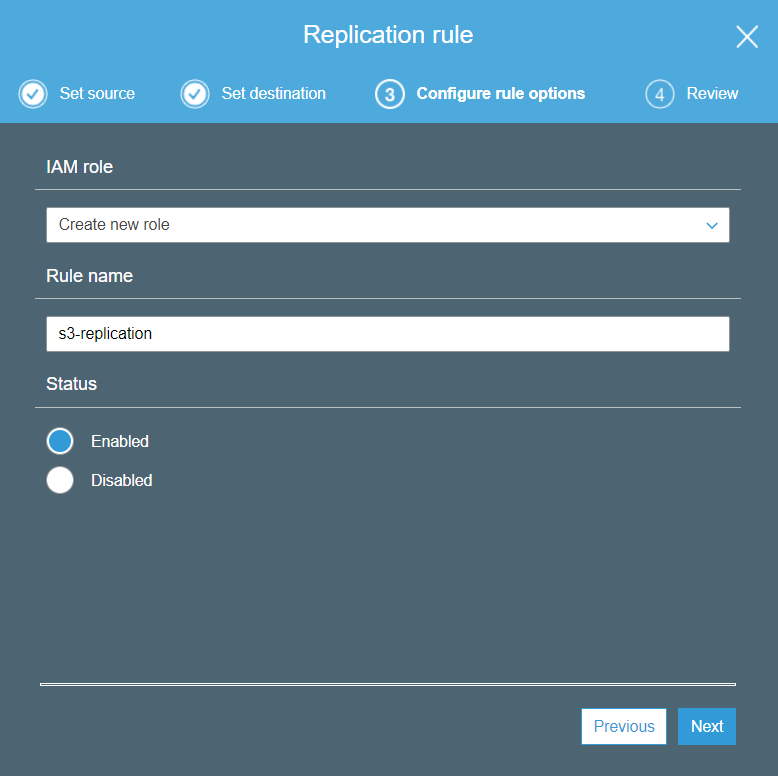 Replication rule
Set source
Set destination
3 Configure rule options
4 Review
IAM role
Create new role
Rule name
s3-replication
Status
Enabled
Disabled
Previous
Next